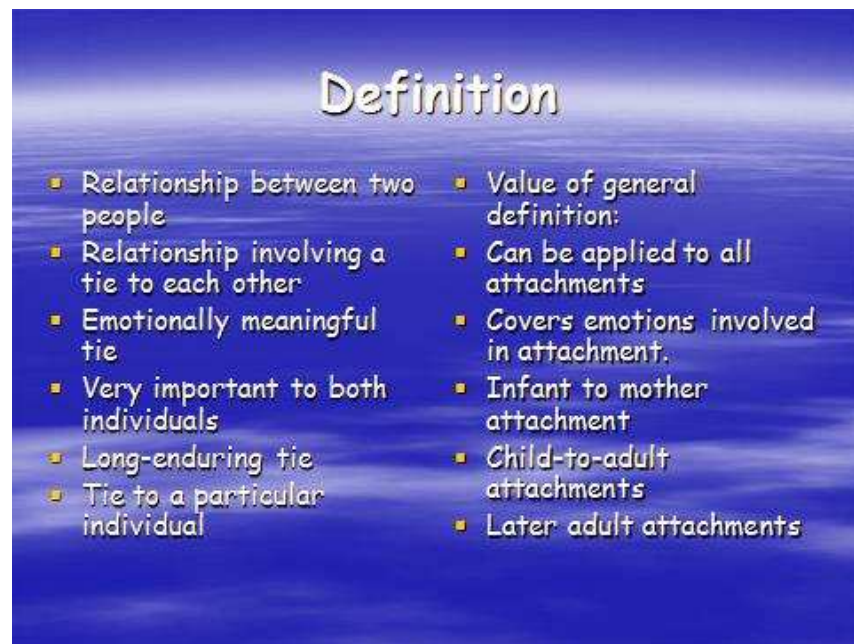 Definition
▪ Relationship between two
people
▪ Relationship involving a
tie to each other
▪ Emotionally meaningful
tie
▪ Very important to both
individuals
▪ Long-enduring tie
▪ Tie to a particular
individual
▪ Value of general
definition:
▪ Can be applied to all
attachments
▪ Covers emotions involved
in attachment.
▪ Infant to mother
attachment
▪ Child-to-adult
attachments
▪ Later adult attachments